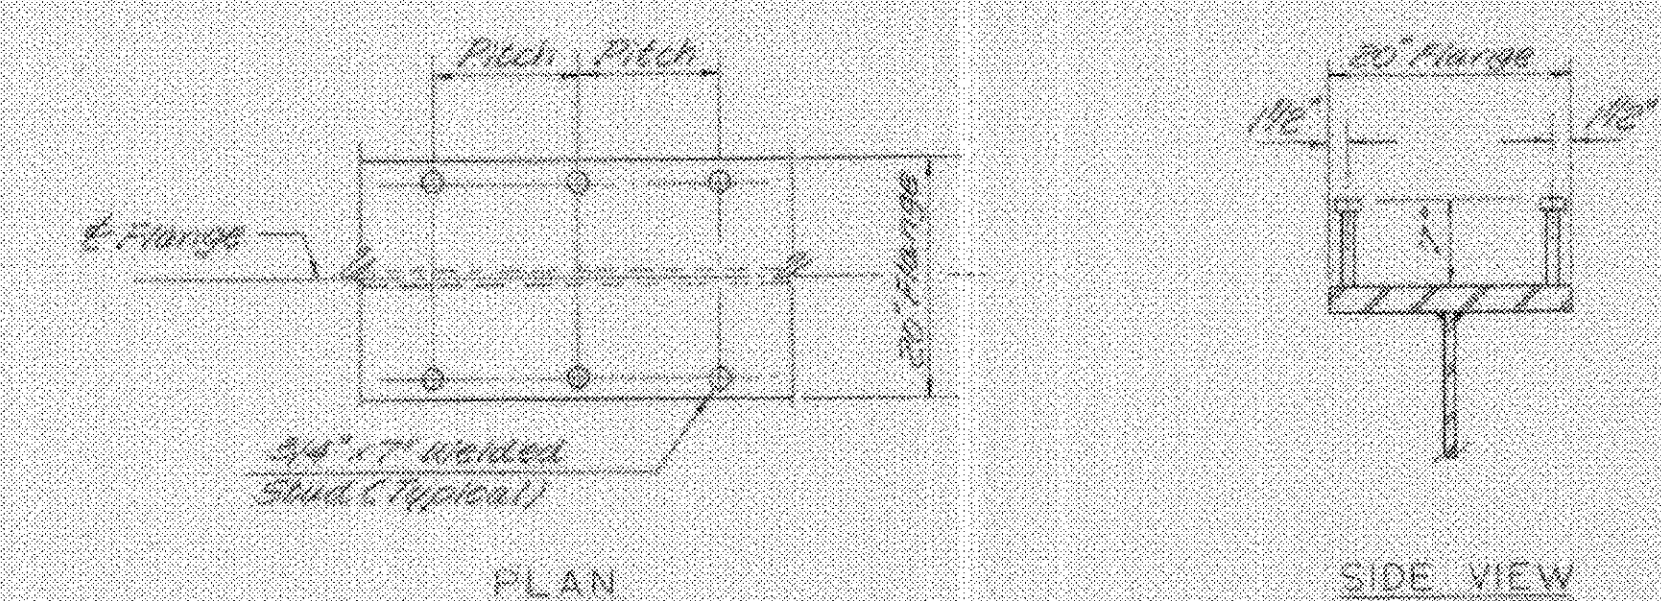 Pitch Pitch
℄ Flange
20" Flange
3/4" x 7" Welded
Stud (Typical)
PLAN
20" Flange
1 1/2" 1 1/2"
SIDE VIEW